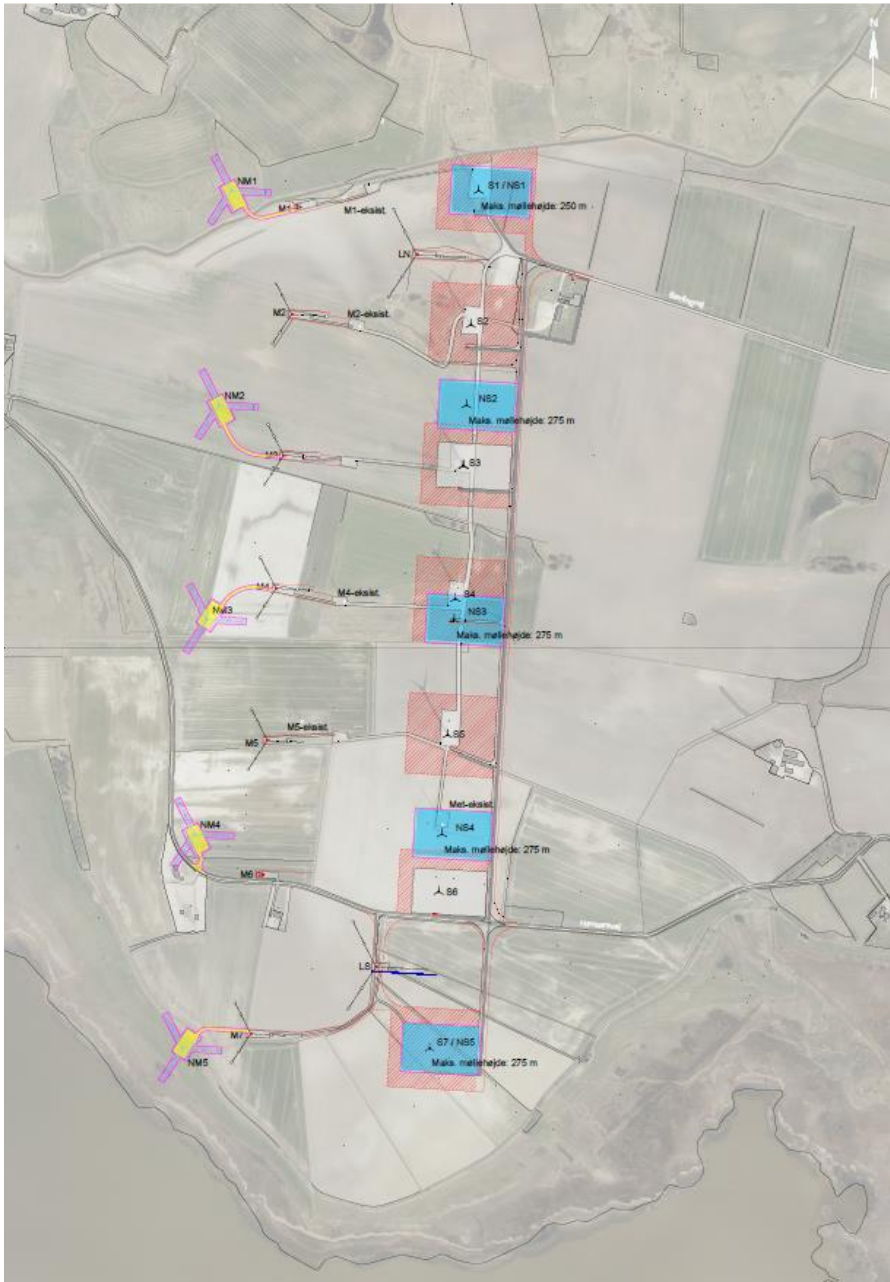 N
NM1
S1 / NS1
M1
Maks. møllehøjde: 250 m
M1-eksist.
LN
M2
M2-eksist.
S2
NM2
NS2
Maks. møllehøjde: 275 m
S3
M4-eksist.
S4
NM3
NS3
Maks. møllehøjde: 275 m
M5-eksist.
M5
S5
Met-eksist.
NM4
NS4
Maks. møllehøjde: 275 m
M6
S6
LS
M7
S7 / NS5
NM5
Maks. møllehøjde: 275 m